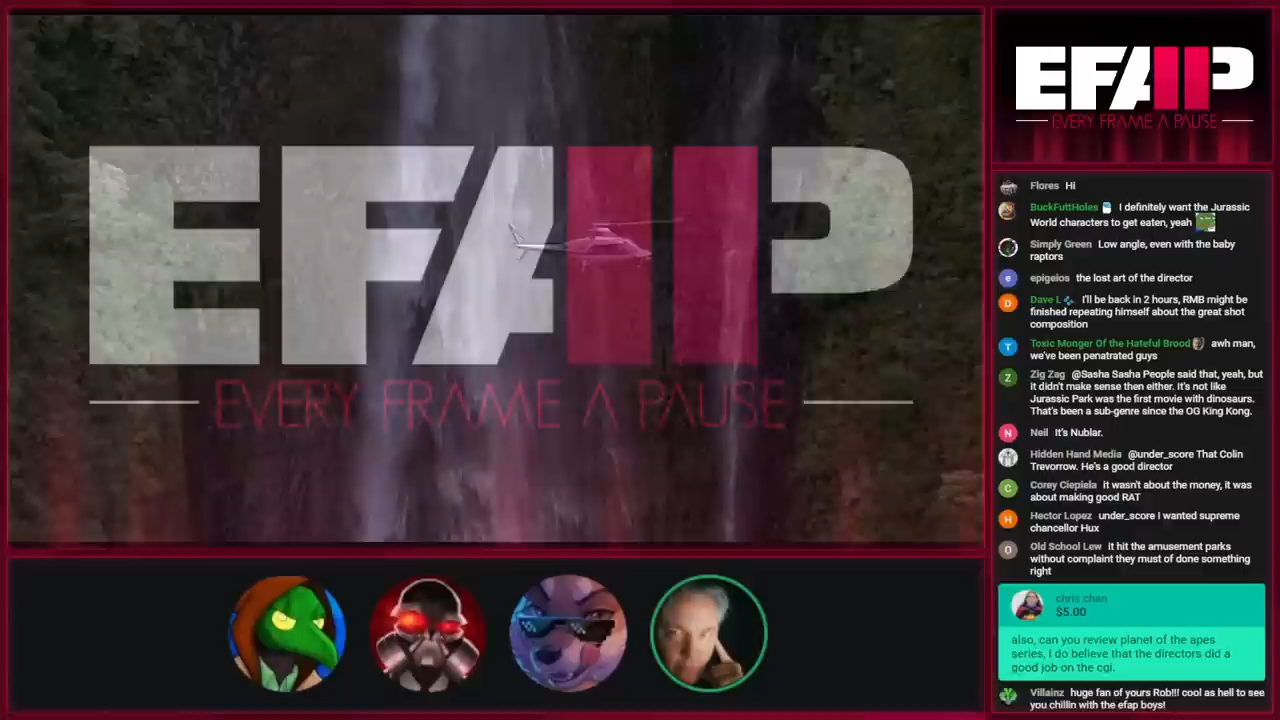 EFAP
EVERY FRAME A PAUSE
EFAP
EVERY FRAME A PAUSE
Flores Hi
BuckFuttHoles I definitely want the Jurassic
World characters to get eaten, yeah
Simply Green Low angle, even with the baby
raptors
e
epigeios the lost art of the director
D
Dave L I'll be back in 2 hours, RMB might be
finished repeating himself about the great shot
composition
T
Toxic Monger Of the Hateful Brood awh man,
we've been penatrated guys
Z
Zig Zag @Sasha Sasha People said that, yeah, but
it didn't make sense then either. It's not like
Jurassic Park was the first movie with dinosaurs.
That's been a sub-genre since the OG King Kong.
N
Neil It's Nublar.
Hidden Hand Media @under_score That Colin
Trevorrow. He's a good director
C
Corey Ciepiela it wasn't about the money, it was
about making good RAT
H
Hector Lopez under_score I wanted supreme
chancellor Hux
O
Old School Lew it hit the amusement parks
without complaint they must of done something
right
chris chan
$5.00
also, can you review planet of the apes
series, I do believe that the directors did a
good job on the cgi.
Villainz huge fan of yours Rob!!! cool as hell to see
you chillin with the efap boys!